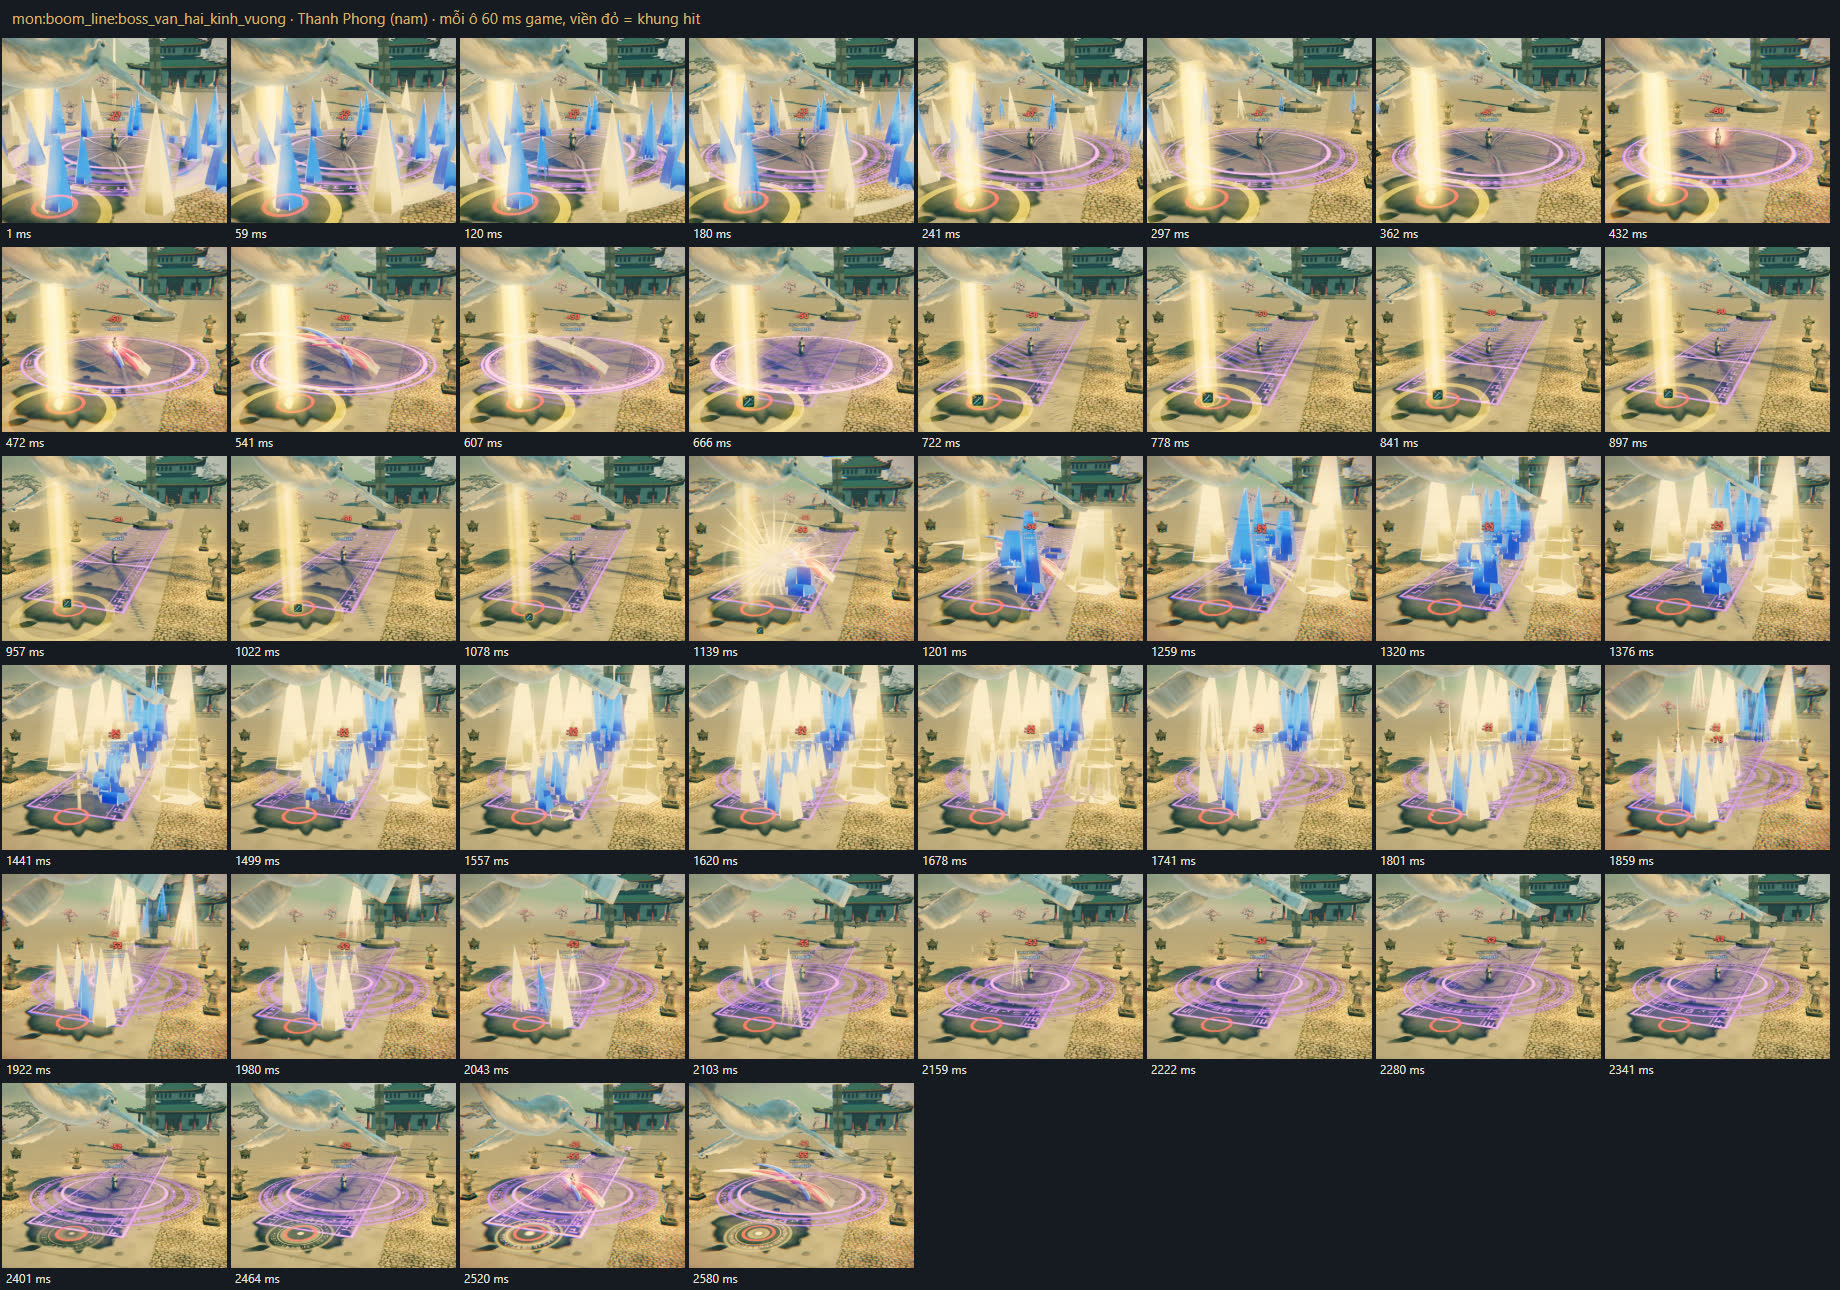 mon:boom_line:boss_van_hai_kinh_vuong · Thanh Phong (nam) · mỗi ô 60 ms game, viền đỏ = khung hit
1 ms
59 ms
120 ms
180 ms
241 ms
297 ms
362 ms
432 ms
472 ms
541 ms
607 ms
666 ms
722 ms
778 ms
841 ms
897 ms
957 ms
1022 ms
1078 ms
1139 ms
1201 ms
1259 ms
1320 ms
1376 ms
1441 ms
1499 ms
1557 ms
1620 ms
1678 ms
1741 ms
1801 ms
1859 ms
1922 ms
1980 ms
2043 ms
2103 ms
2159 ms
2222 ms
2280 ms
2341 ms
2401 ms
2464 ms
2520 ms
2580 ms